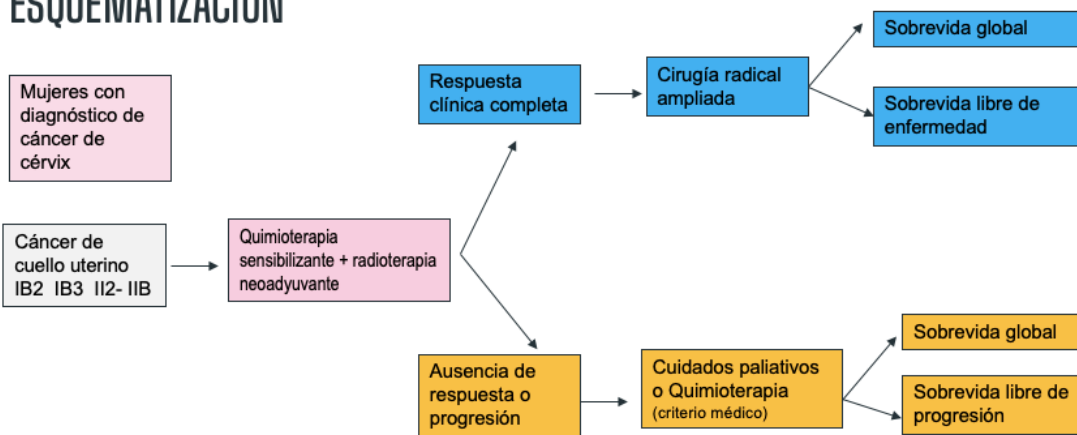 ESQUEMATIZACIÓN
Mujeres con
diagnóstico de
cáncer de
cérvix
Cáncer de
cuello uterino
IB2 IB3 II2- IIB
Quimioterapia
sensibilizante + radioterapia
neoadyuvante
Respuesta
clínica completa
Cirugía radical
ampliada
Sobrevida global
Sobrevida libre de
enfermedad
Ausencia de
respuesta o
progresión
Cuidados paliativos
o Quimioterapia
(criterio médico)
Sobrevida global
Sobrevida libre de
progresión